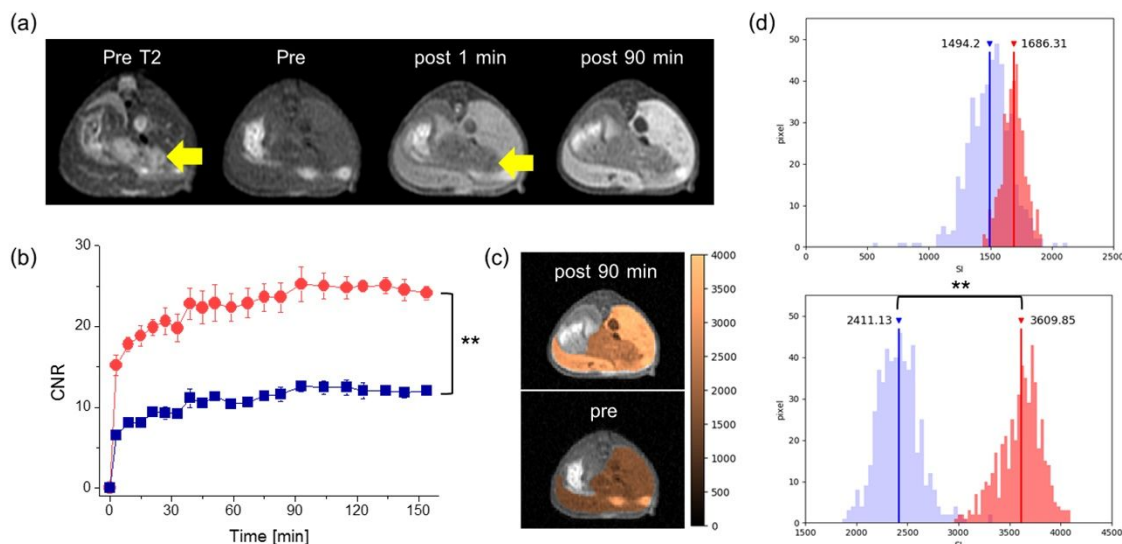 (a)
Pre T2
Pre
post 1 min
post 90 min
(b)
CNR
30
20
10
0
0 30 60 90 120 150
Time [min]
**
(c)
post 90 min
pre
4000
3500
3000
2500
2000
1500
1000
500
0
(d)
1494.2
1686.31
pixel
50
40
30
20
10
0
0 500 1000 1500 2000 2500
SI
**
2411.13
3609.85
pixel
50
40
30
20
10
0
1500 2000 2500 3000 3500 4000 4500